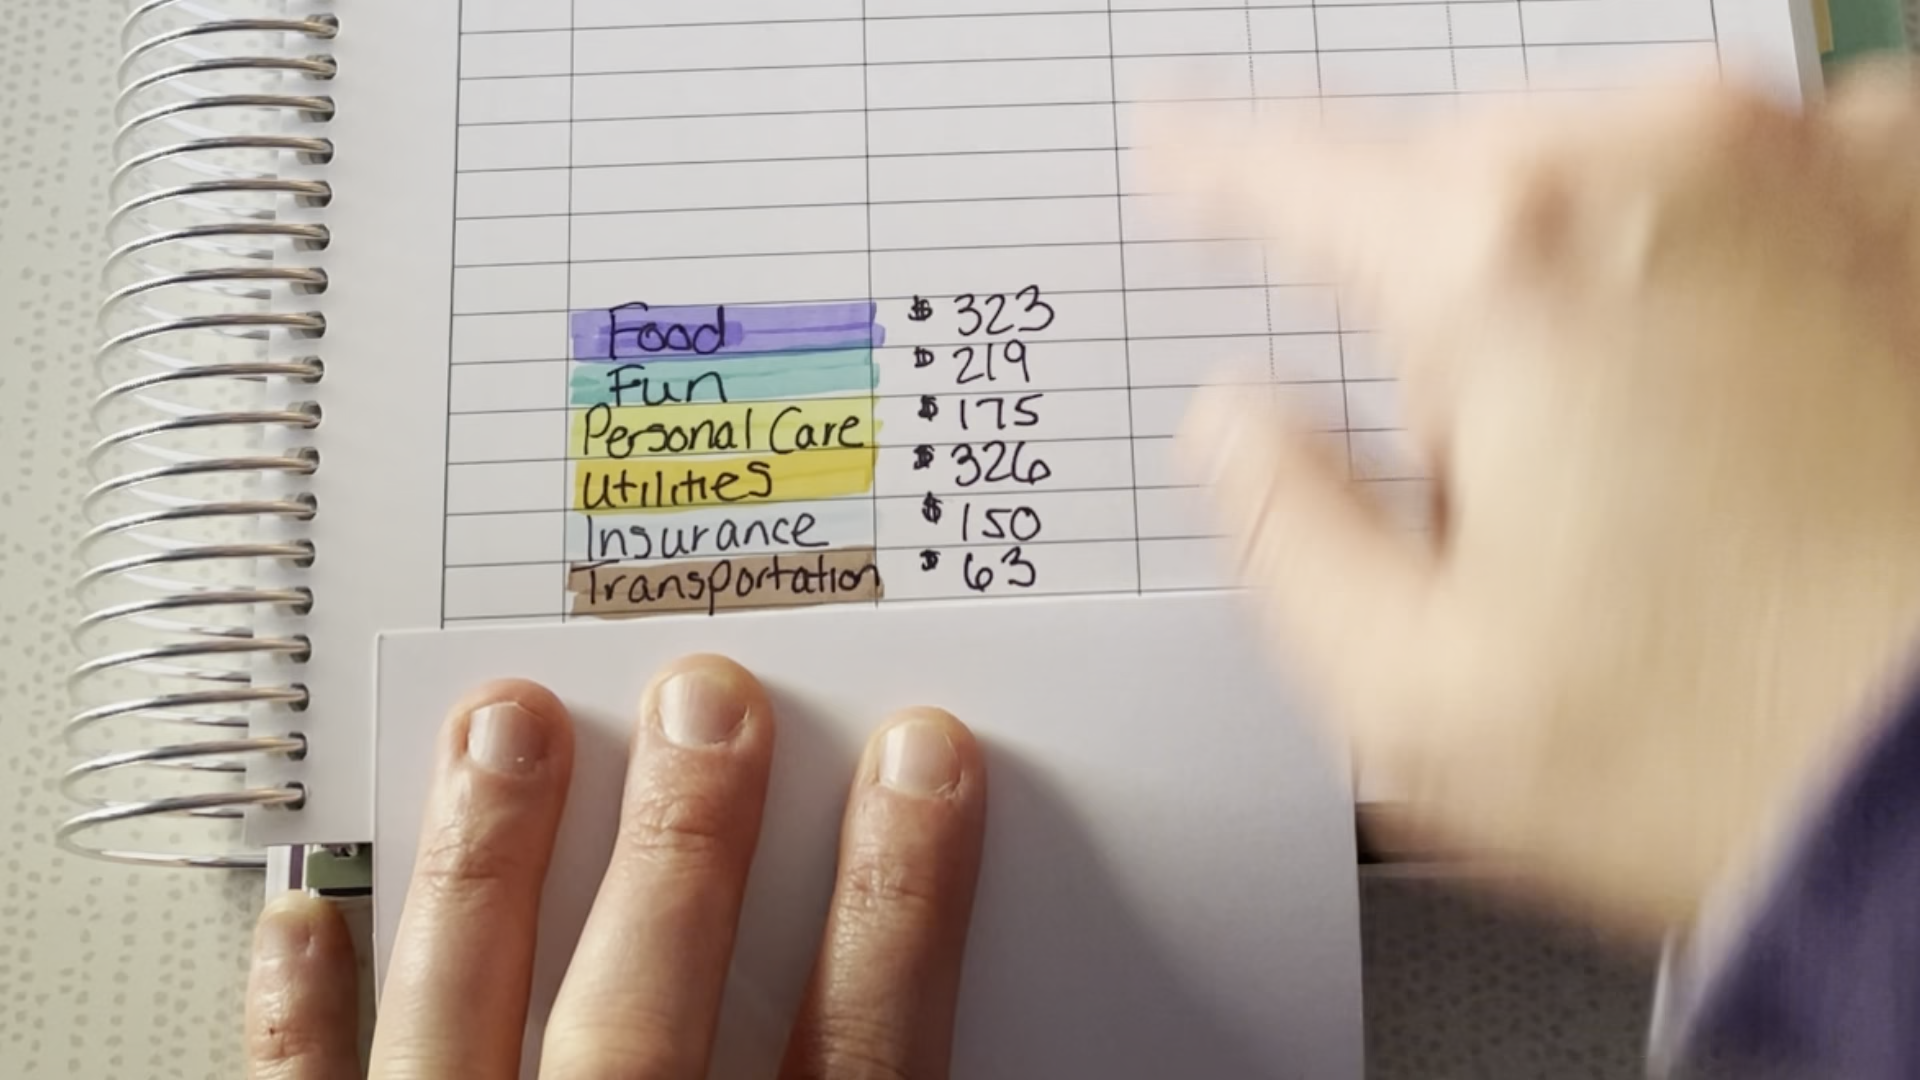 Food $ 323
Fun $ 219
Personal Care $ 175
Utilities $ 326
Insurance $ 150
Transportation $ 63